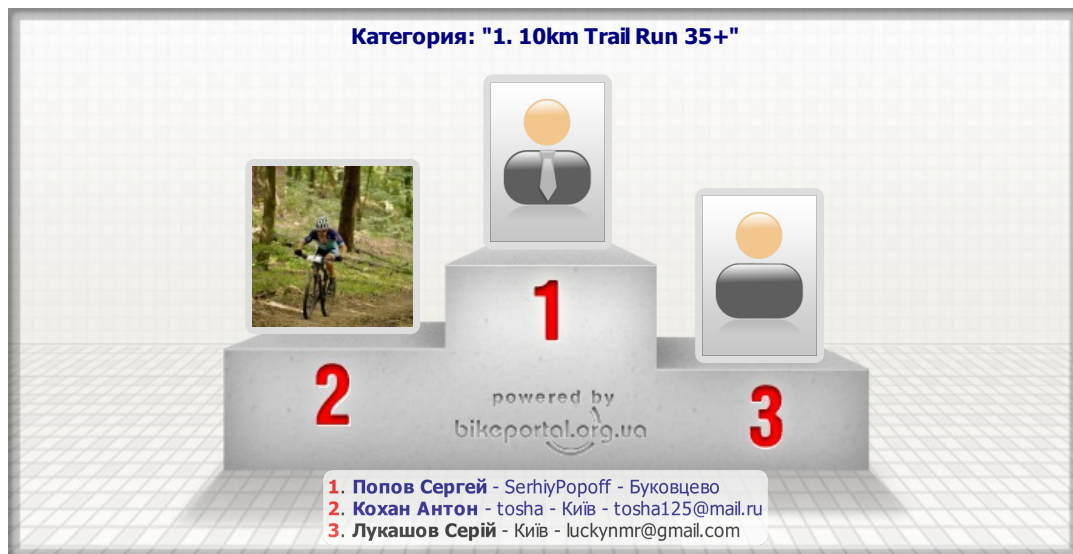 Категория: "1. 10km Trail Run 35+"
1
2
3
powered by
bikeportal.org.ua
1. Попов Сергей - SerhiyPopoff - Буковцево
2. Кохан Антон - tosha - Київ - tosha125@mail.ru
3. Лукашов Серій - Київ - luckynmr@gmail.com